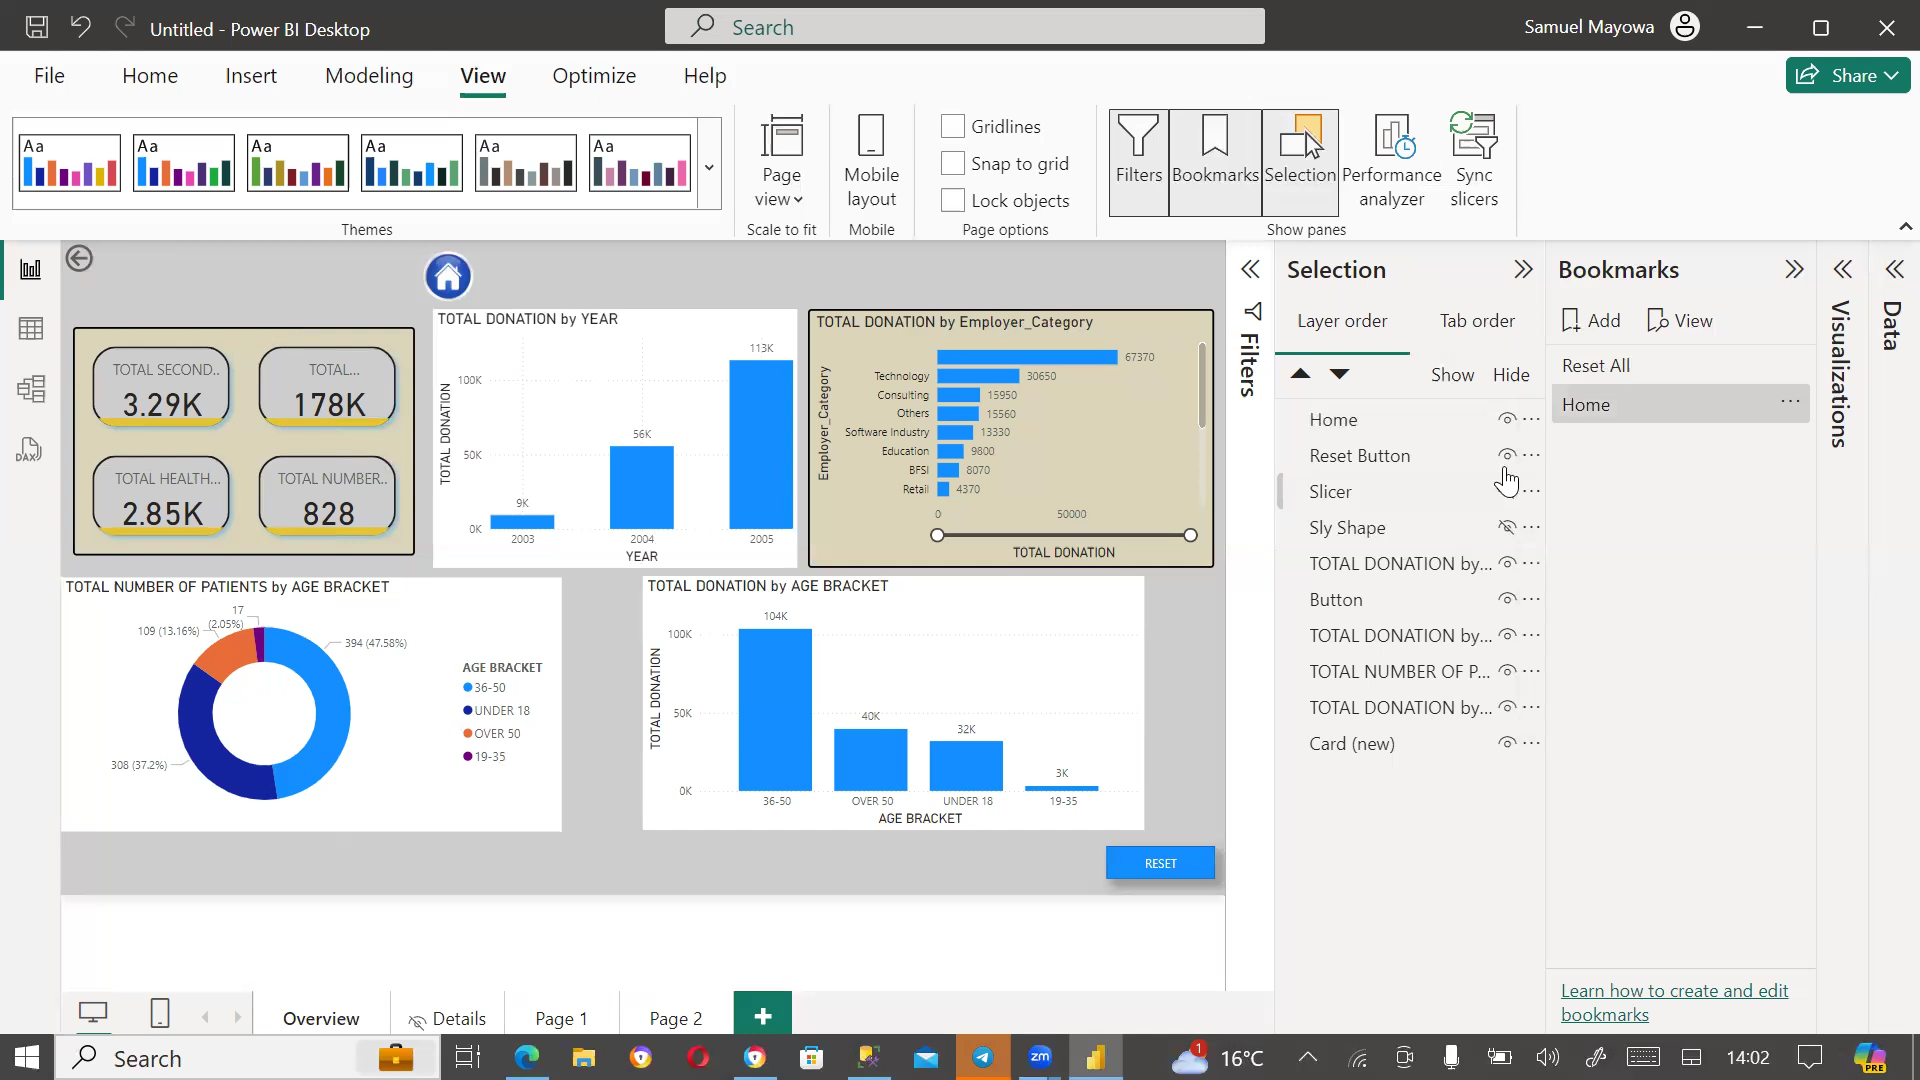 Untitled - Power BI Desktop
Search
Samuel Mayowa
File
Home
Insert
Modeling
View
Optimize
Help
Share
Aa
Aa
Aa
Aa
Aa
Aa
Themes
Page
view
Scale to fit
Mobile
layout
Mobile
Gridlines
Snap to grid
Lock objects
Page options
Filters
Bookmarks
Selection
Performance
analyzer
Sync
slicers
Show panes
TOTAL SECOND..
3.29K
TOTAL...
178K
TOTAL HEALTH...
2.85K
TOTAL NUMBER..
828
TOTAL DONATION by YEAR
TOTAL DONATION
100K
50K
0K
9K
56K
113K
2003
2004
2005
YEAR
TOTAL DONATION by Employer_Category
Employer_Category
67370
Technology
30650
Consulting
15950
Others
15560
Software Industry
13330
Education
9800
BFSI
8070
Retail
4370
0
50000
TOTAL DONATION
TOTAL NUMBER OF PATIENTS by AGE BRACKET
17
(2.05%)
109 (13.16%)
394 (47.58%)
308 (37.2%)
AGE BRACKET
36-50
UNDER 18
OVER 50
19-35
TOTAL DONATION by AGE BRACKET
TOTAL DONATION
100K
50K
0K
104K
40K
32K
3K
36-50
OVER 50
UNDER 18
19-35
AGE BRACKET
RESET
Filters
Selection
Layer order
Tab order
Show
Hide
Home
Reset Button
Slicer
Sly Shape
TOTAL DONATION by...
Button
TOTAL DONATION by...
TOTAL NUMBER OF P...
TOTAL DONATION by...
Card (new)
Bookmarks
Add
View
Reset All
Home
Learn how to create and edit
bookmarks
Visualizations
Data
DAX
Overview
Details
Page 1
Page 2
Search
zm
1
16°C
14:02
PRE